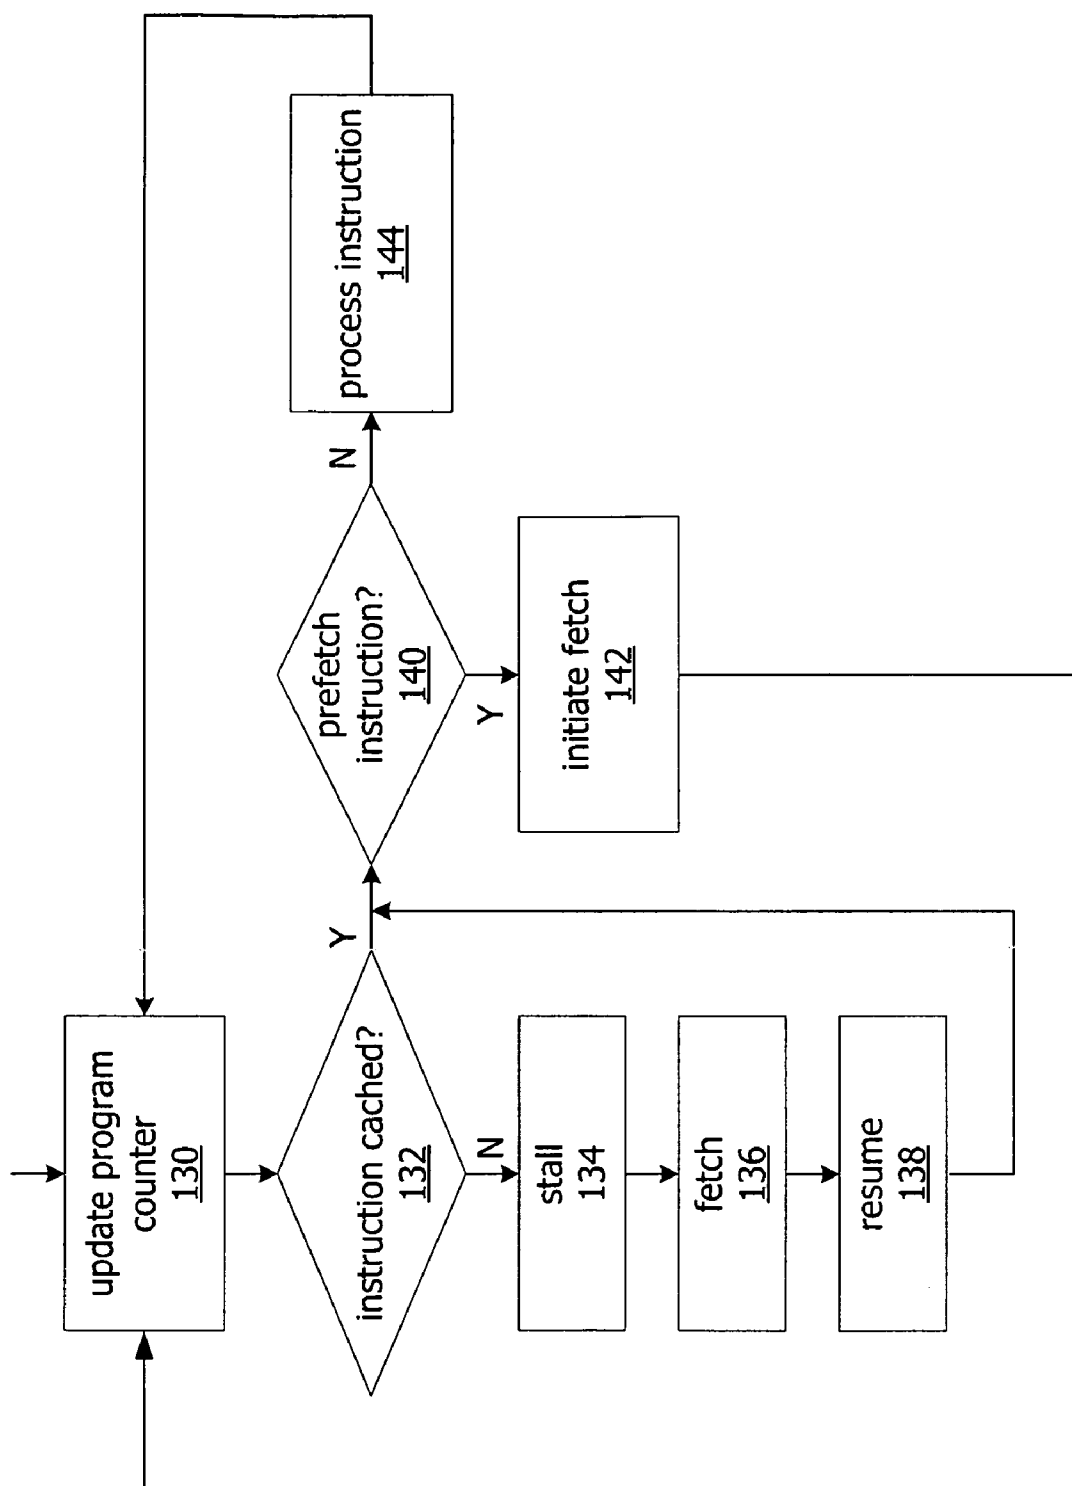 update program
counter
130
instruction cached?
132
Y
N
stall
134
fetch
136
resume
138
prefetch
instruction?
140
Y
N
initiate fetch
142
process instruction
144